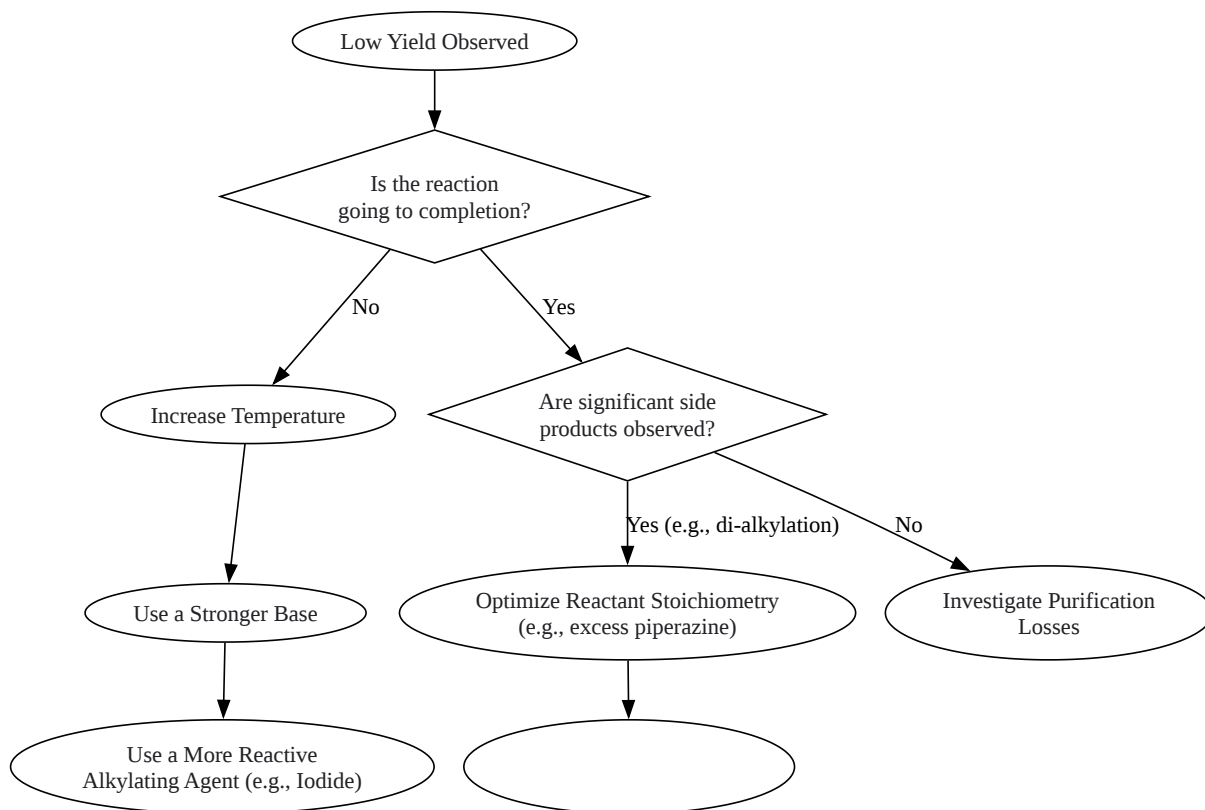 Low Yield Observed
Is the reaction
going to completion?
No
Yes
Increase Temperature
Are significant side
products observed?
Yes (e.g., di-alkylation)
No
Use a Stronger Base
Optimize Reactant Stoichiometry
(e.g., excess piperazine)
Investigate Purification
Losses
Use a More Reactive
Alkylating Agent (e.g., Iodide)